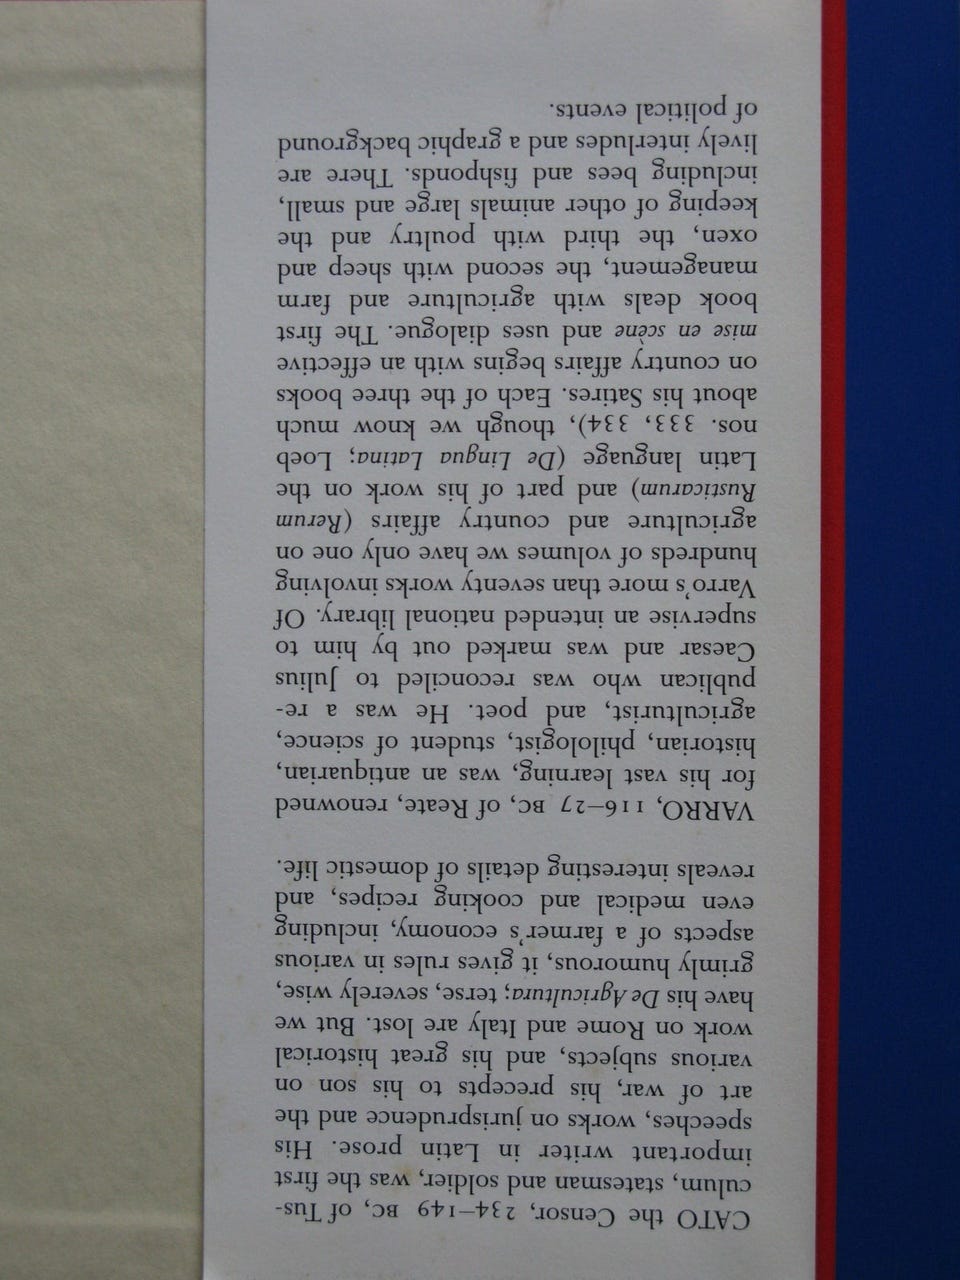 CATO the Censor, 234–149 BC, of Tus-
culum, statesman and soldier, was the first
important writer in Latin prose. His
speeches, works on jurisprudence and the
art of war, his precepts to his son on
various subjects, and his great historical
work on Rome and Italy are lost. But we
have his De Agricultura; terse, severely wise,
grimly humorous, it gives rules in various
aspects of a farmer's economy, including
even medical and cooking recipes, and
reveals interesting details of domestic life.
VARRO, 116–27 BC, of Reate, renowned
for his vast learning, was an antiquarian,
historian, philologist, student of science,
agriculturist, and poet. He was a re-
publican who was reconciled to Julius
Caesar and was marked out by him to
supervise an intended national library. Of
Varro's more than seventy works involving
hundreds of volumes we have only one on
agriculture and country affairs (Rerum
Rusticarum) and part of his work on the
Latin language (De Lingua Latina; Loeb
nos. 333, 334), though we know much
about his Satires. Each of the three books
on country affairs begins with an effective
mise en scène and uses dialogue. The first
book deals with agriculture and farm
management, the second with sheep and
oxen, the third with poultry and the
keeping of other animals large and small,
including bees and fishponds. There are
lively interludes and a graphic background
of political events.